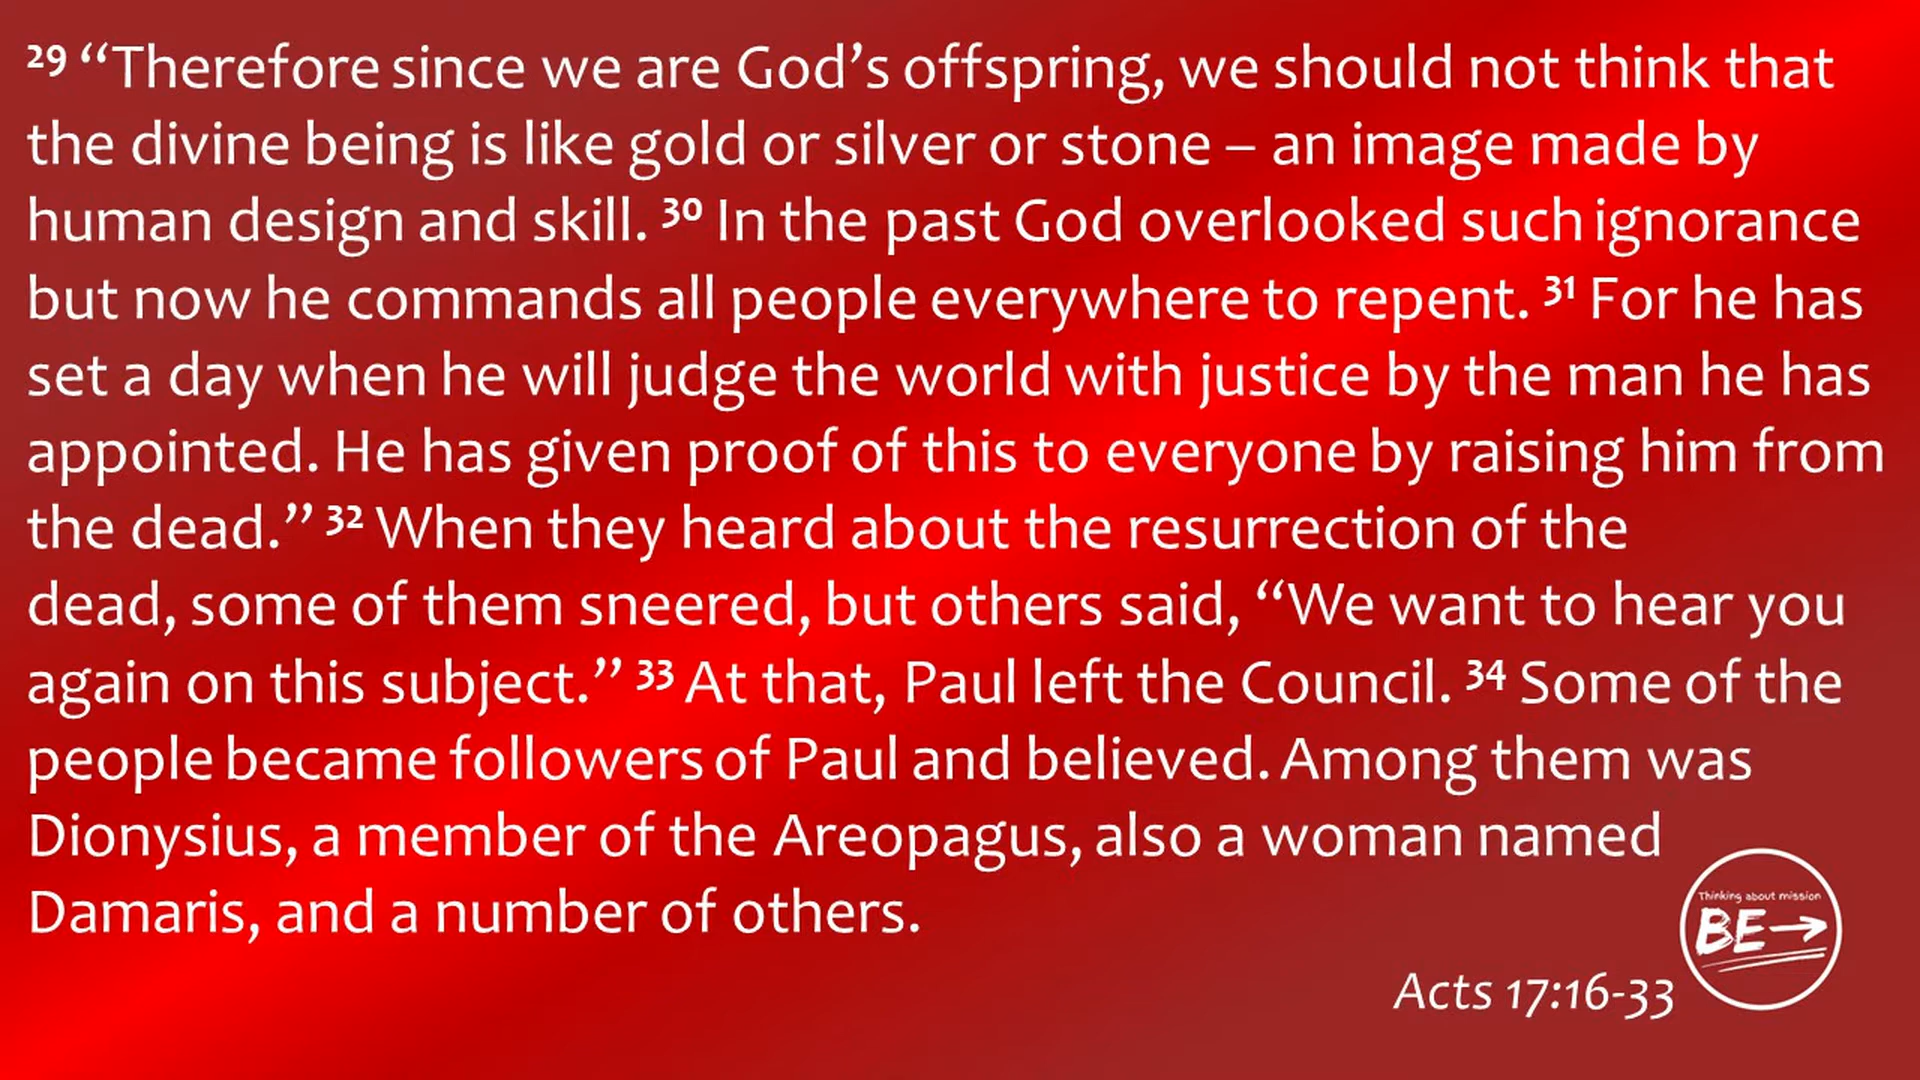 29 “Therefore since we are God’s offspring, we should not think that
the divine being is like gold or silver or stone – an image made by
human design and skill. 30 In the past God overlooked such ignorance
but now he commands all people everywhere to repent. 31 For he has
set a day when he will judge the world with justice by the man he has
appointed. He has given proof of this to everyone by raising him from
the dead.” 32 When they heard about the resurrection of the
dead, some of them sneered, but others said, “We want to hear you
again on this subject.” 33 At that, Paul left the Council. 34 Some of the
people became followers of Paul and believed. Among them was
Dionysius, a member of the Areopagus, also a woman named
Damaris, and a number of others.
Thinking about mission
BE
Acts 17:16-33